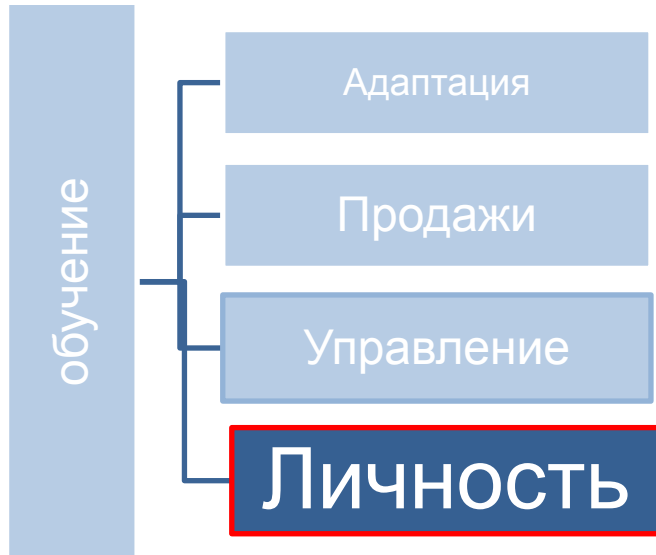 обучение
Адаптация
Продажи
Управление
Личность